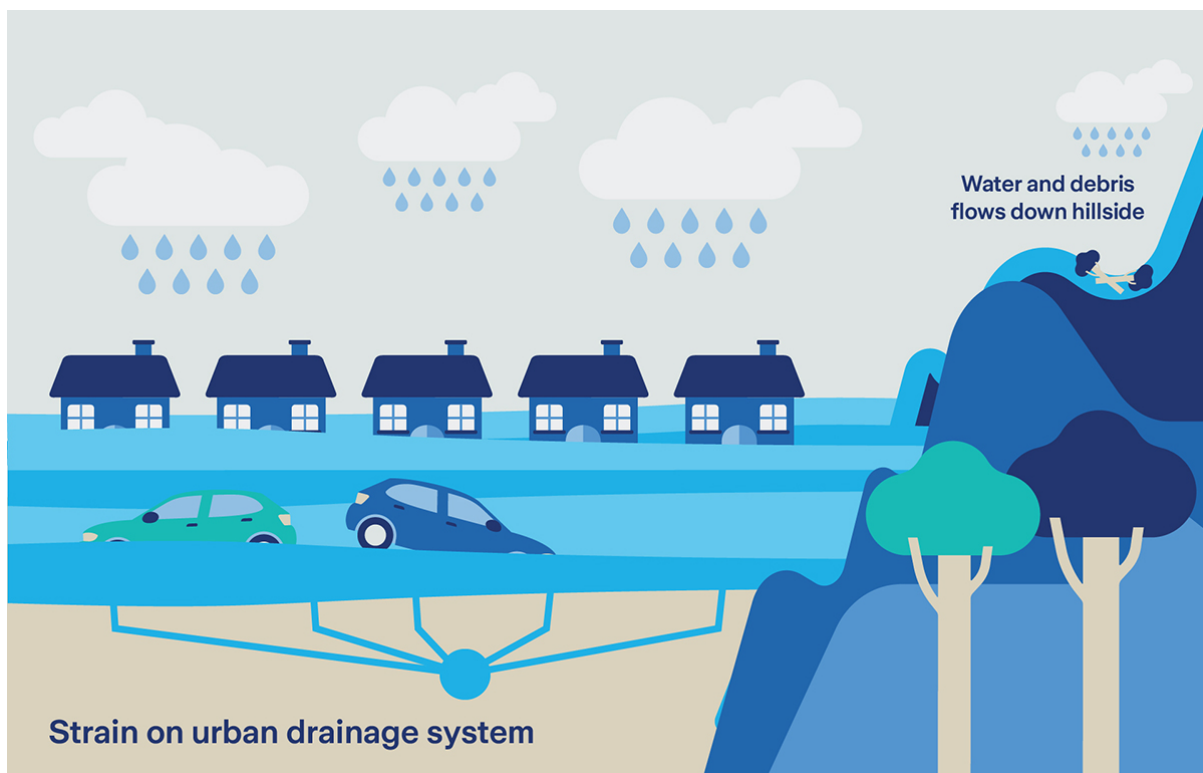 Water and debris
flows down hillside
Strain on urban drainage system